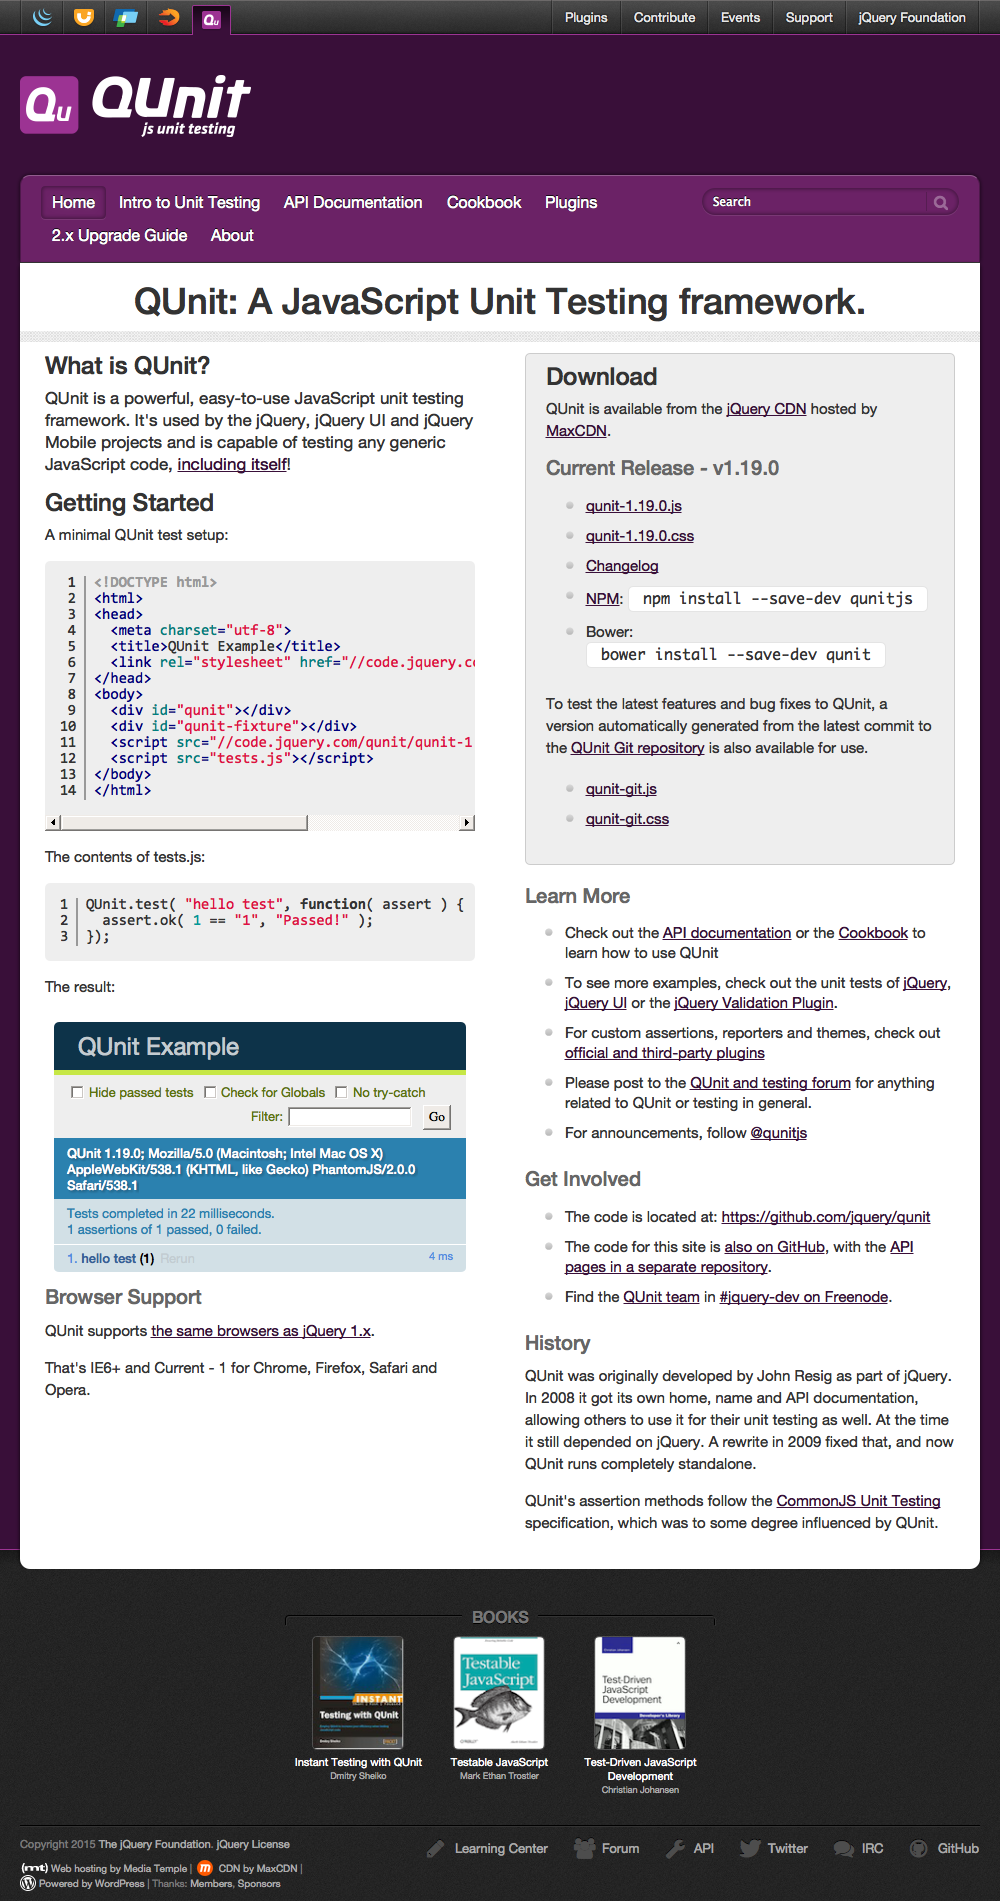 Plugins
Contribute
Events
Support
jQuery Foundation
Qu
Qu
QUnit
js unit testing
Home
Intro to Unit Testing
API Documentation
Cookbook
Plugins
Search
2.x Upgrade Guide
About
QUnit: A JavaScript Unit Testing framework.
What is QUnit?
QUnit is a powerful, easy-to-use JavaScript unit testing
framework. It's used by the jQuery, jQuery UI and jQuery
Mobile projects and is capable of testing any generic
JavaScript code, including itself!
Getting Started
A minimal QUnit test setup:
1 <!DOCTYPE html>
2 <html>
3 <head>
4   <meta charset="utf-8">
5   <title>QUnit Example</title>
6   <link rel="stylesheet" href="//code.jquery.co
7 </head>
8 <body>
9   <div id="qunit"></div>
10   <div id="qunit-fixture"></div>
11   <script src="//code.jquery.com/qunit/qunit-1
12   <script src="tests.js"></script>
13 </body>
14 </html>
The contents of tests.js:
1 QUnit.test( "hello test", function( assert ) {
2   assert.ok( 1 == "1", "Passed!" );
3 });
The result:
QUnit Example
Hide passed tests
Check for Globals
No try-catch
Filter:
Go
QUnit 1.19.0; Mozilla/5.0 (Macintosh; Intel Mac OS X)
AppleWebKit/538.1 (KHTML, like Gecko) PhantomJS/2.0.0
Safari/538.1
Tests completed in 22 milliseconds.
1 assertions of 1 passed, 0 failed.
1. hello test (1) Rerun
4 ms
Browser Support
QUnit supports the same browsers as jQuery 1.x.
That's IE6+ and Current - 1 for Chrome, Firefox, Safari and
Opera.
Download
QUnit is available from the jQuery CDN hosted by
MaxCDN.
Current Release - v1.19.0
qunit-1.19.0.js
qunit-1.19.0.css
Changelog
NPM: npm install --save-dev qunitjs
Bower:
bower install --save-dev qunit
To test the latest features and bug fixes to QUnit, a
version automatically generated from the latest commit to
the QUnit Git repository is also available for use.
qunit-git.js
qunit-git.css
Learn More
Check out the API documentation or the Cookbook to
learn how to use QUnit
To see more examples, check out the unit tests of jQuery,
jQuery UI or the jQuery Validation Plugin.
For custom assertions, reporters and themes, check out
official and third-party plugins
Please post to the QUnit and testing forum for anything
related to QUnit or testing in general.
For announcements, follow @qunitjs
Get Involved
The code is located at: https://github.com/jquery/qunit
The code for this site is also on GitHub, with the API
pages in a separate repository.
Find the QUnit team in #jquery-dev on Freenode.
History
QUnit was originally developed by John Resig as part of jQuery.
In 2008 it got its own home, name and API documentation,
allowing others to use it for their unit testing as well. At the time
it still depended on jQuery. A rewrite in 2009 fixed that, and now
QUnit runs completely standalone.
QUnit's assertion methods follow the CommonJS Unit Testing
specification, which was to some degree influenced by QUnit.
BOOKS
INSTANT
Testing with QUnit
Testable
JavaScript
Test-Driven
JavaScript
Development
Developer's Library
Instant Testing with QUnit
Dmitry Sheiko
Testable JavaScript
Mark Ethan Trostler
Test-Driven JavaScript
Development
Christian Johansen
Copyright 2015 The jQuery Foundation. jQuery License
(mt) Web hosting by Media Temple | CDN by MaxCDN |
Powered by WordPress | Thanks: Members, Sponsors
Learning Center
Forum
API
Twitter
IRC
GitHub